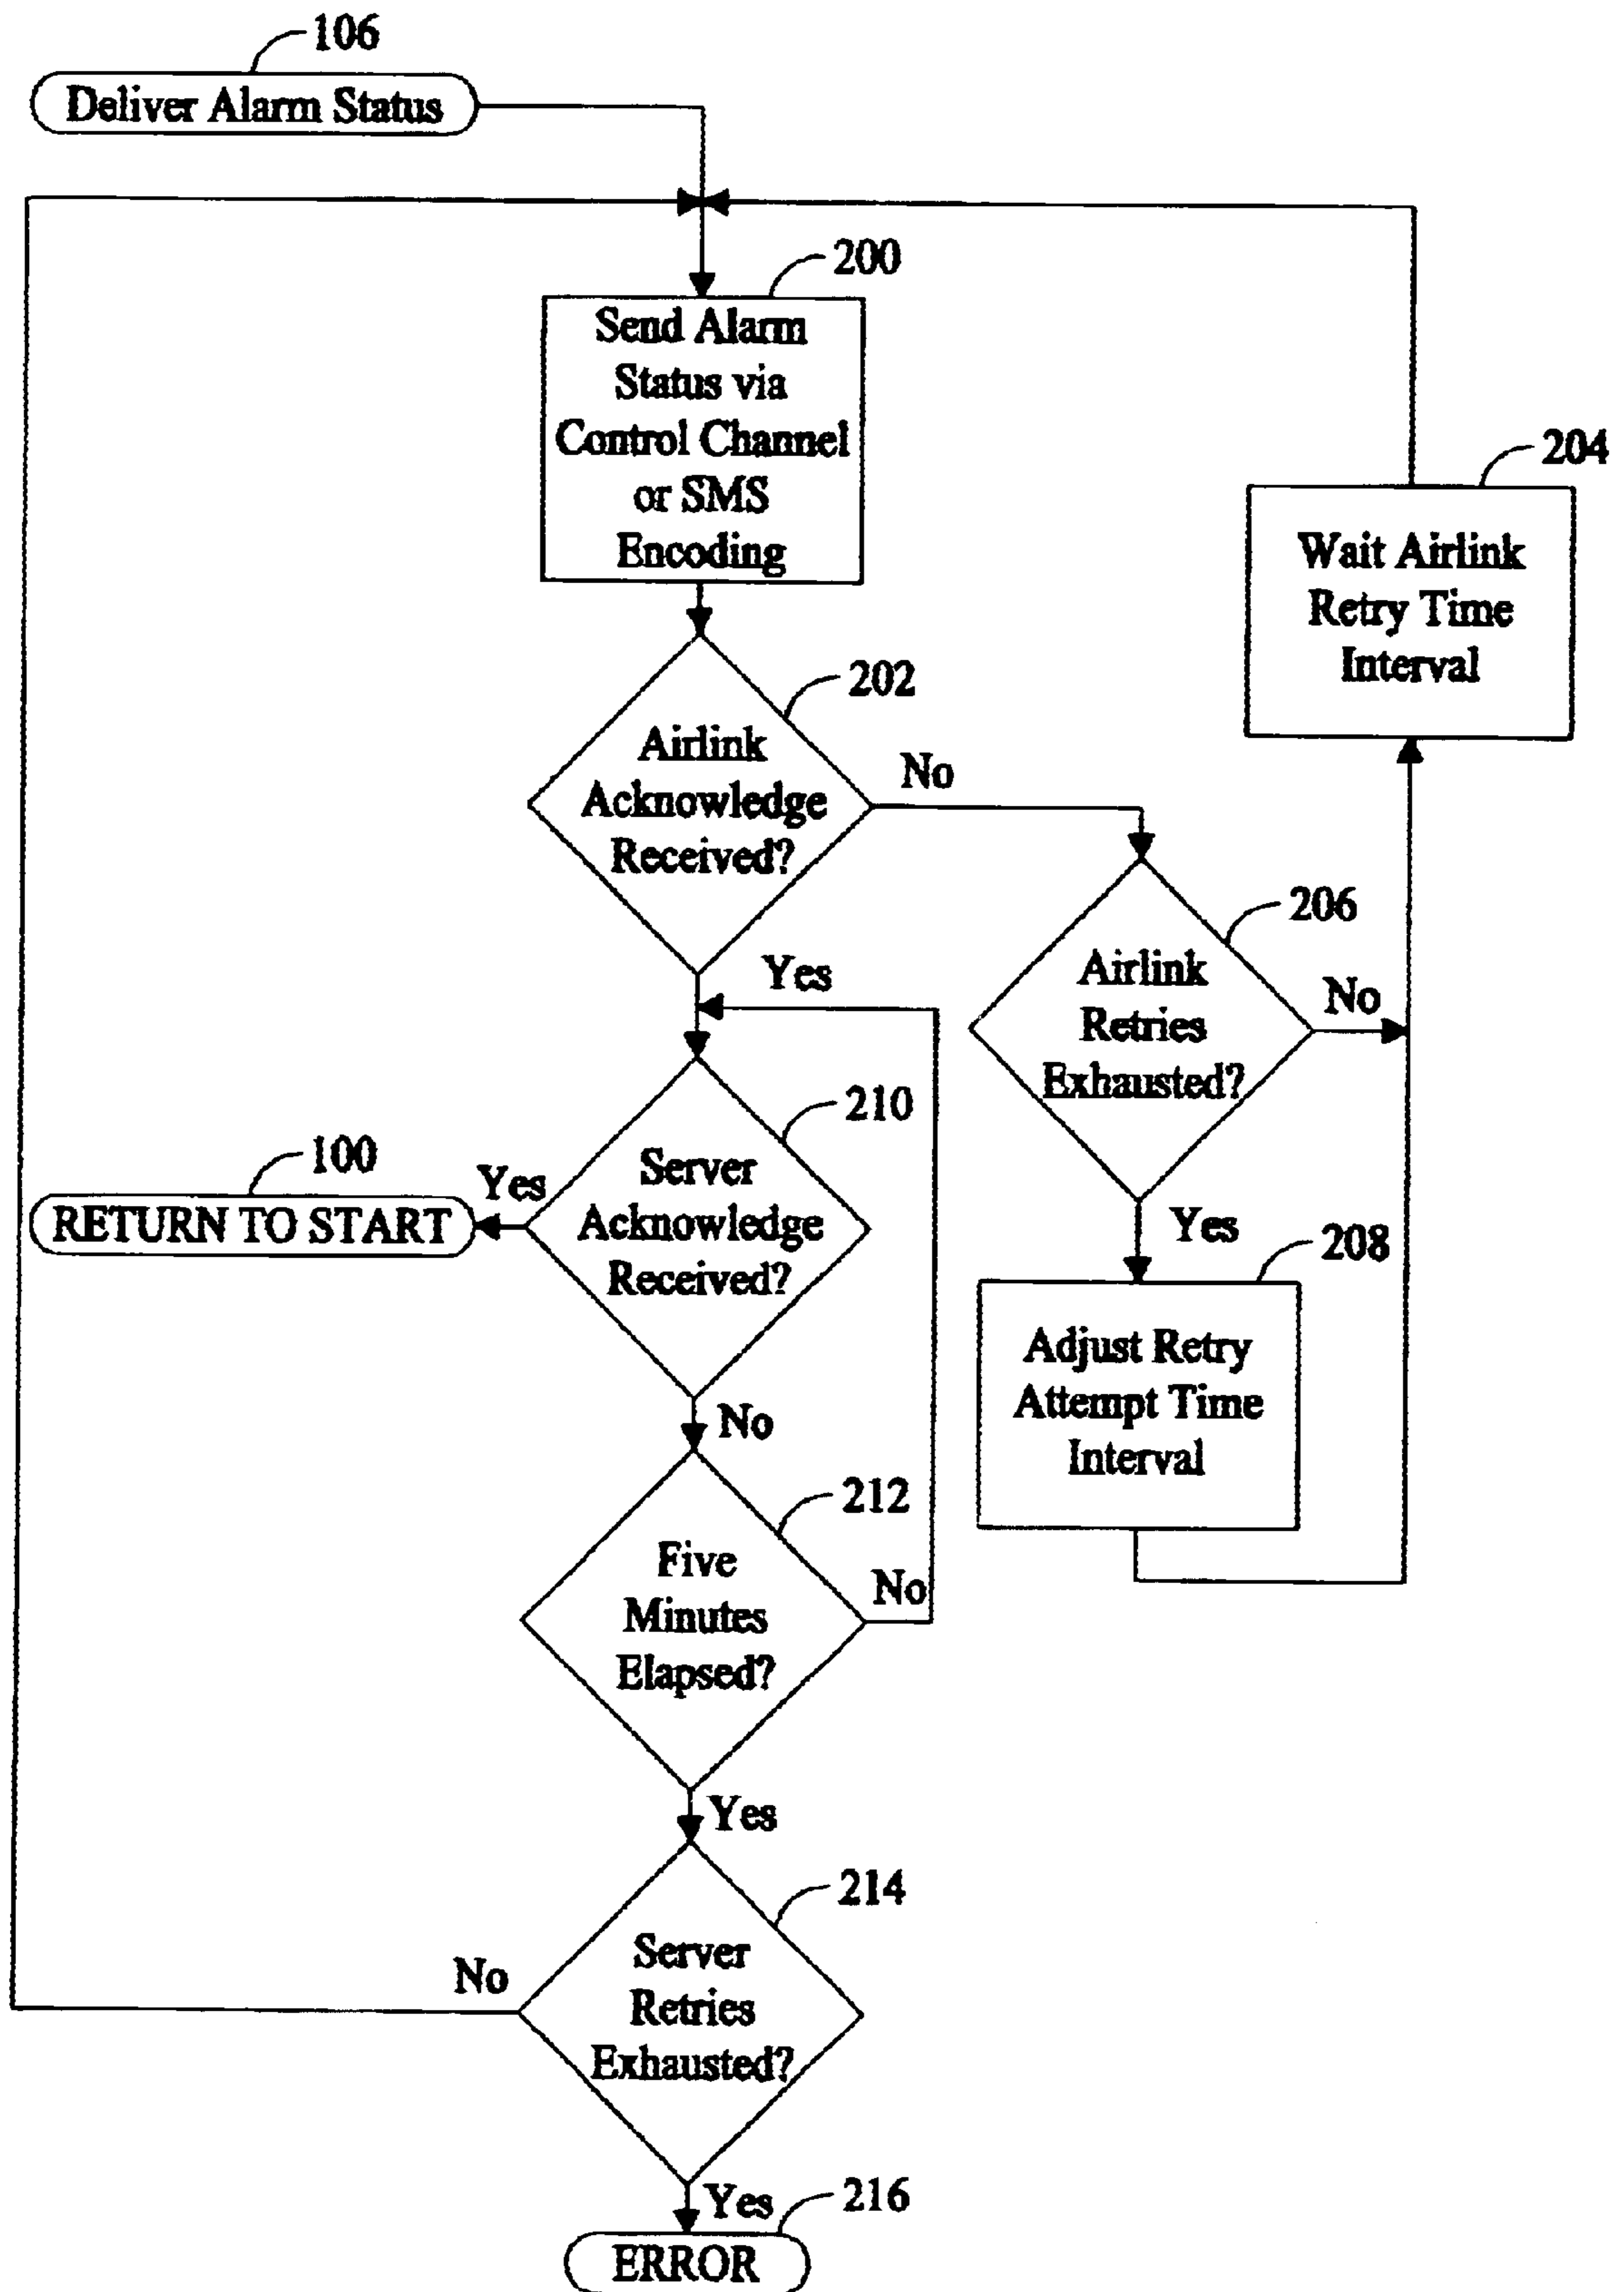 106
Deliver Alarm Status
200
Send Alarm
Status via
Control Channel
or SMS
Encoding
204
Wait Airlink
Retry Time
Interval
202
Airlink
Acknowledge
Received?
No
Yes
206
Airlink
Retries
Exhausted?
No
Yes
208
Adjust Retry
Attempt Time
Interval
210
Server
Acknowledge
Received?
Yes
100
RETURN TO START
No
212
Five
Minutes
Elapsed?
No
Yes
214
Server
Retries
Exhausted?
No
Yes
216
ERROR